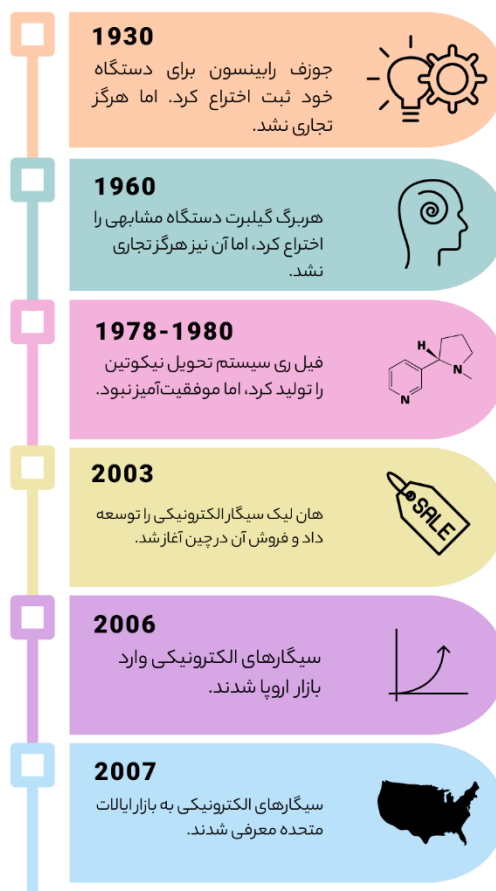 1930
جوزف رابینسون برای دستگاه
خود ثبت اختراع کرد. اما هرگز
تجاری نشد.
1960
هربرگ گیلبرت دستگاه مشابهی را
اختراع کرد، اما آن نیز هرگز تجاری
نشد.
1978-1980
فیل ری سیستم تحویل نیکوتین
را تولید کرد، اما موفقیت‌آمیز نبود.
H
N
N
2003
هان لیک سیگار الکترونیکی را توسعه
داد و فروش آن در چین آغاز شد.
SALE
2006
سیگارهای الکترونیکی وارد
بازار اروپا شدند.
2007
سیگارهای الکترونیکی به بازار ایالات
متحده معرفی شدند.